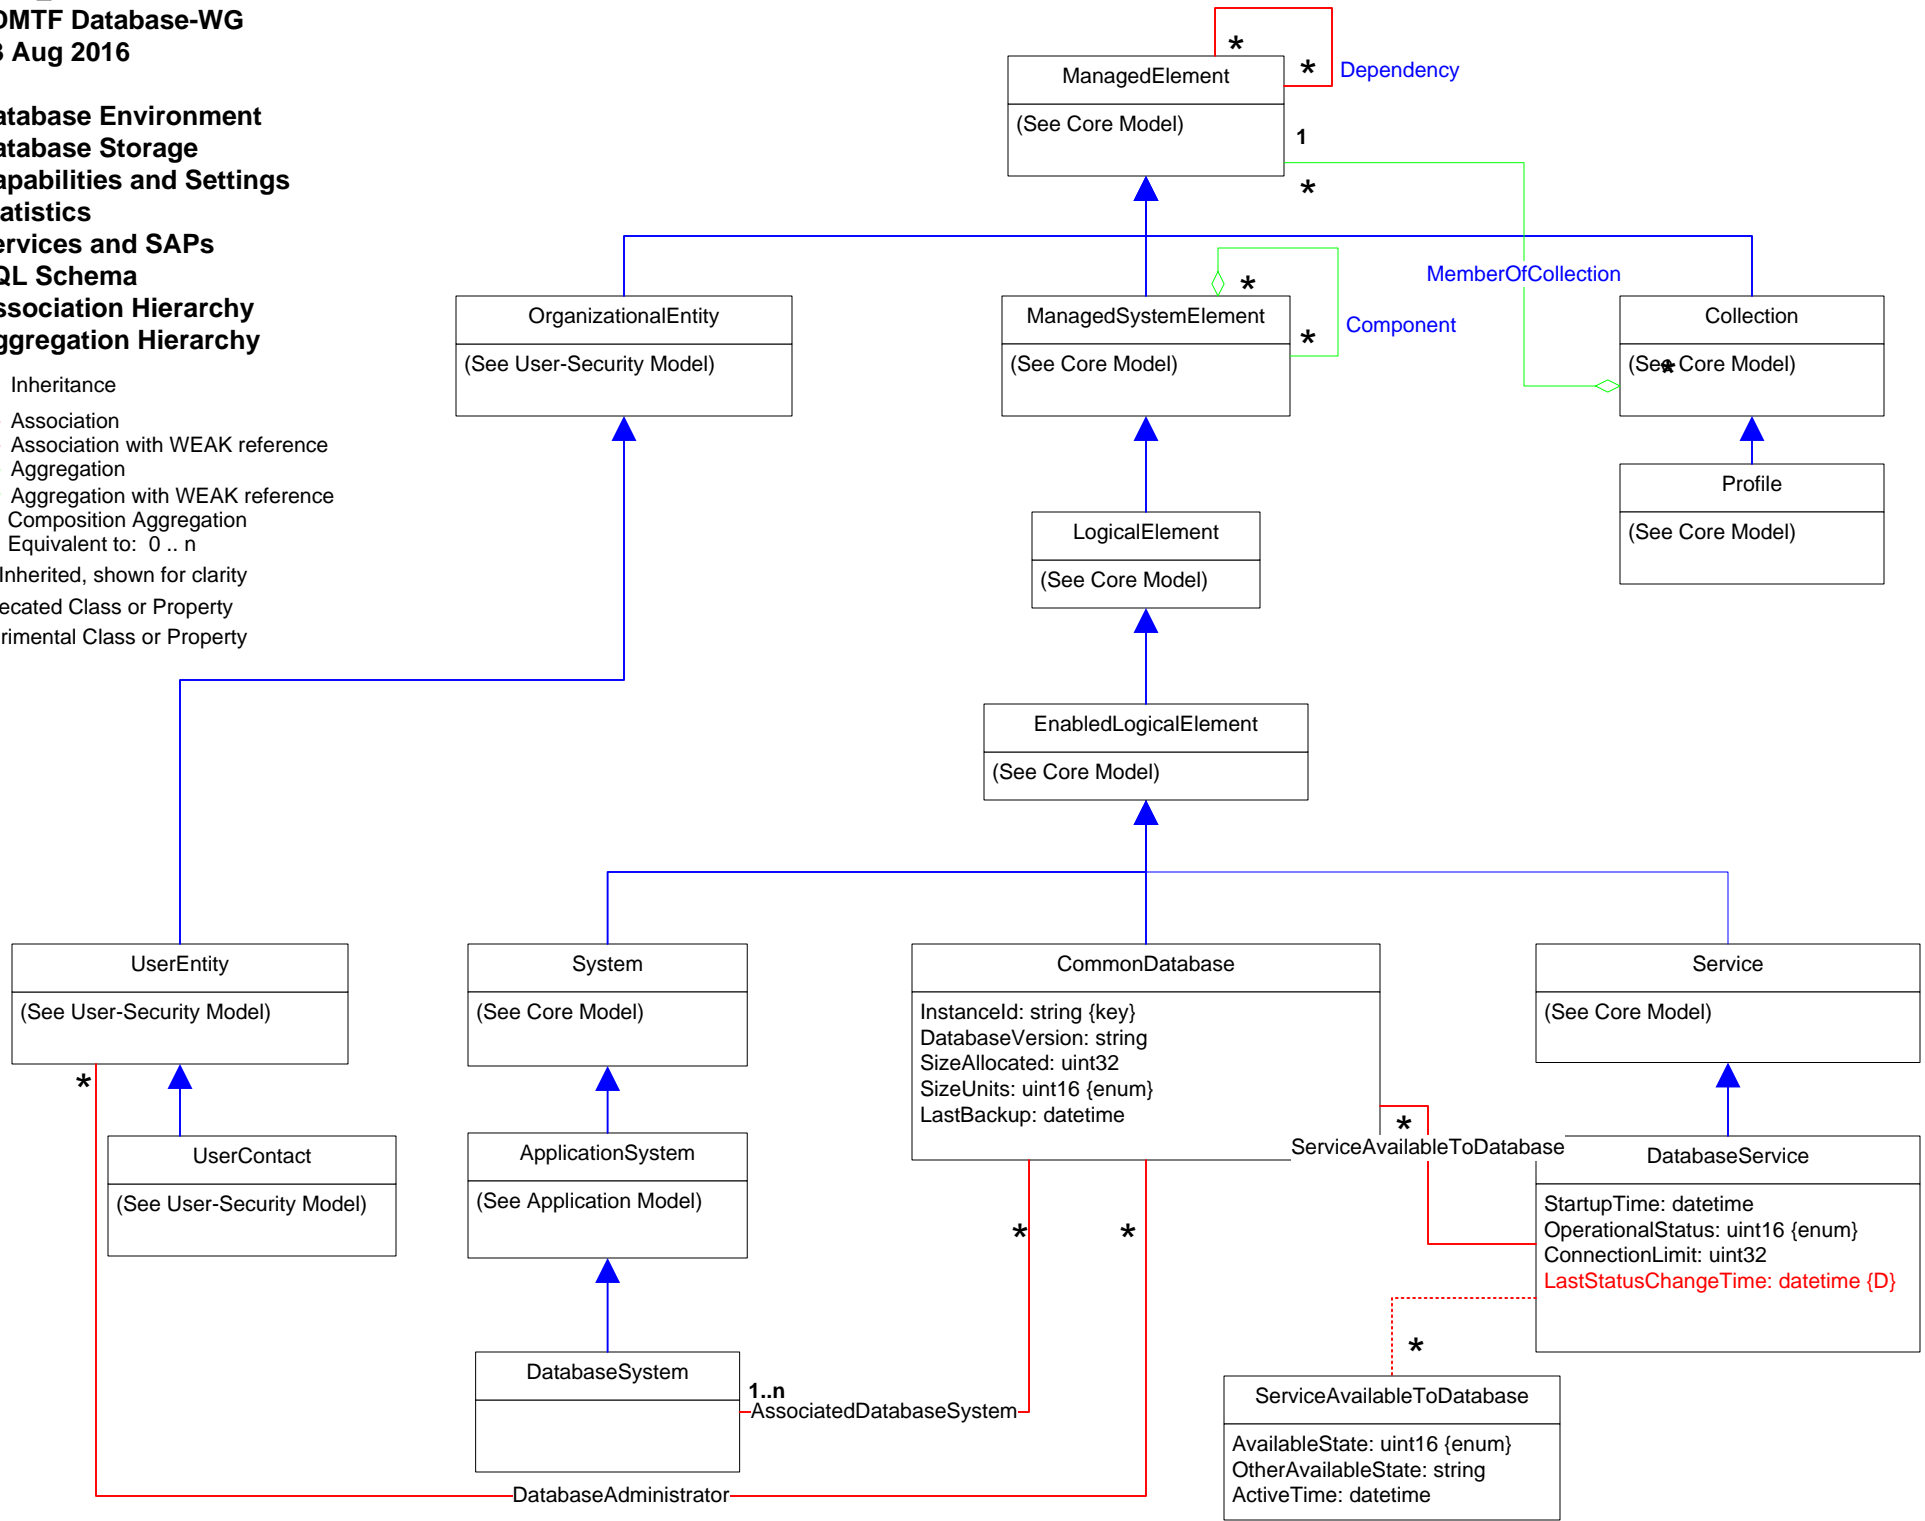 DMTF Database-WG
3 Aug 2016
atabase Environment
atabase Storage
apabilities and Settings
tatistics
ervices and SAPs
QL Schema
ssociation Hierarchy
ggregation Hierarchy
Inheritance
Association
Association with WEAK reference
Aggregation
Aggregation with WEAK reference
Composition Aggregation
Equivalent to: 0 .. n
Inherited, shown for clarity
ecated Class or Property
rimental Class or Property
*
ManagedElement
*
Dependency
(See Core Model)
1
*
MemberOfCollection
OrganizationalEntity
(See User-Security Model)
*
ManagedSystemElement
*
Component
(See Core Model)
Collection
(See Core Model)
*
Profile
(See Core Model)
LogicalElement
(See Core Model)
EnabledLogicalElement
(See Core Model)
UserEntity
(See User-Security Model)
*
UserContact
(See User-Security Model)
System
(See Core Model)
ApplicationSystem
(See Application Model)
DatabaseSystem
1..n
AssociatedDatabaseSystem
DatabaseAdministrator
CommonDatabase
InstanceId: string {key}
DatabaseVersion: string
SizeAllocated: uint32
SizeUnits: uint16 {enum}
LastBackup: datetime
*
*
*
ServiceAvailableToDatabase
Service
(See Core Model)
DatabaseService
StartupTime: datetime
OperationalStatus: uint16 {enum}
ConnectionLimit: uint32
LastStatusChangeTime: datetime {D}
*
ServiceAvailableToDatabase
AvailableState: uint16 {enum}
OtherAvailableState: string
ActiveTime: datetime